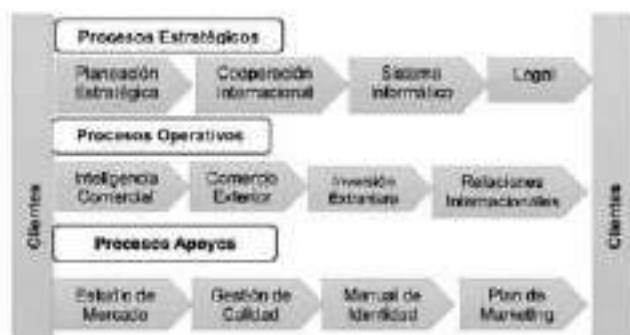 Procesos Estratégicos
Planeación
Estratégica
Cooperación
Internacional
Sistema
Informático
Legal
Procesos Operativos
Inteligencia
Comercial
Comercio
Exterior
Inversión
Extranjera
Relaciones
Internacionales
Procesos Apoyos
Estudio de
Mercado
Gestión de
Calidad
Manual de
Identidad
Plan de
Marketing
Clientes
Clientes